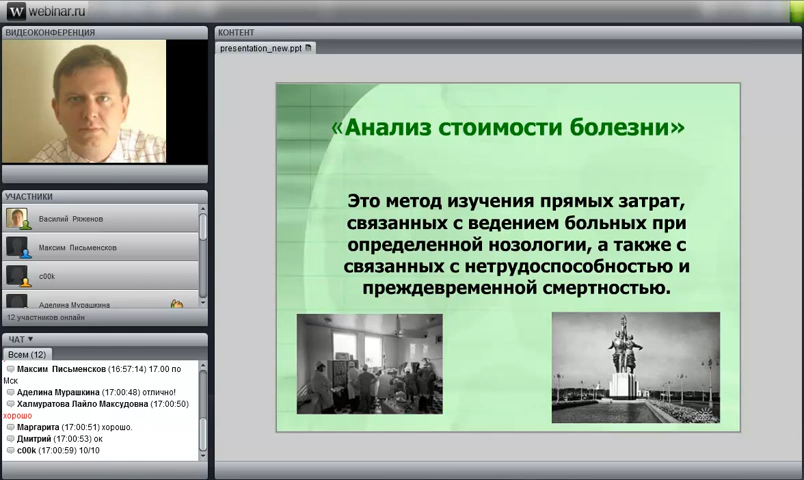 webinar.ru
ВИДЕОКОНФЕРЕНЦИЯ
УЧАСТНИКИ
Василий Ряженов
Максим Письменсков
c00k
Аделина Мурашкина
12 участников онлайн
ЧАТ
Всем (12)
Максим Письменсков (16:57:14) 17.00 по
Мск
Аделина Мурашкина (17:00:48) отлично!
Халмуратова Лайло Максудовна (17:00:50)
хорошо
Маргарита (17:00:51) хорошо.
Дмитрий (17:00:53) ок
c00k (17:00:59) 10/10
КОНТЕНТ
presentation_new.ppt
«Анализ стоимости болезни»
Это метод изучения прямых затрат,
связанных с ведением больных при
определенной нозологии, а также с
связанных с нетрудоспособностью и
преждевременной смертностью.